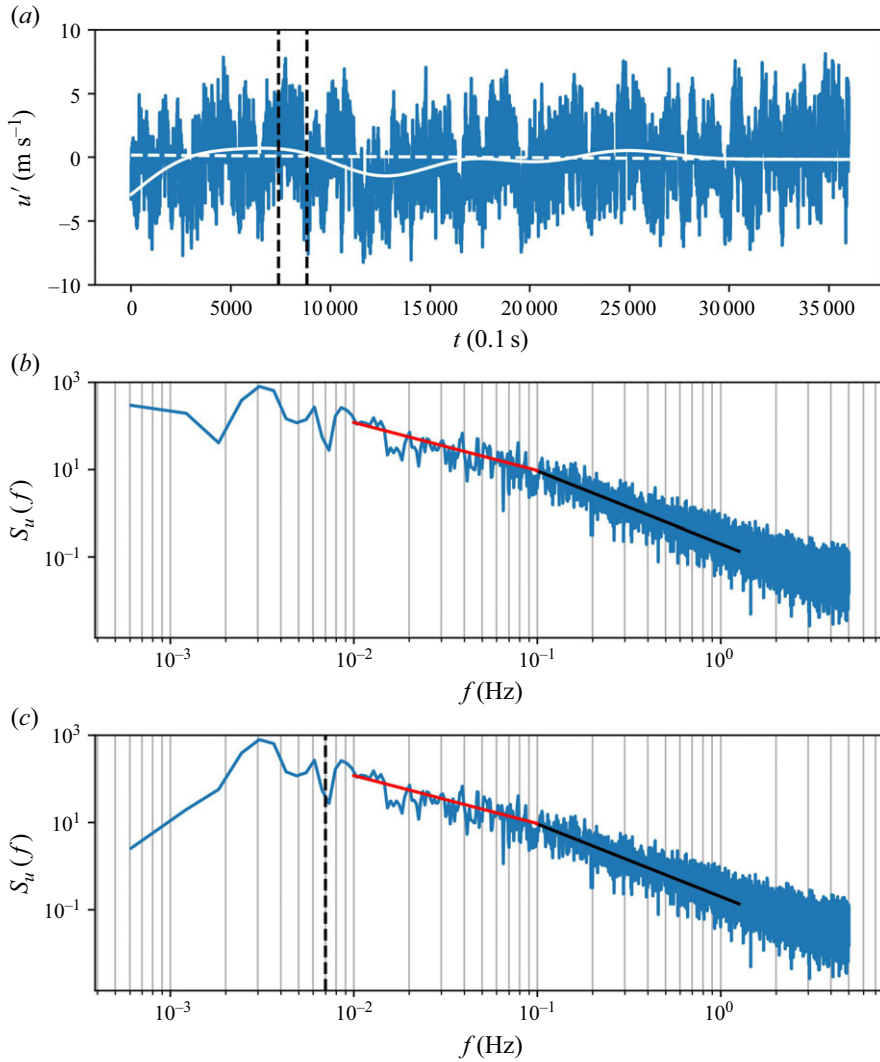 (a)
10
5
0
–5
–10
u′ (m s⁻¹)
0 5000 10 000 15 000 20 000 25 000 30 000 35 000
t (0.1 s)
(b)
10³
10¹
10⁻¹
S_u (f)
10⁻³ 10⁻² 10⁻¹ 10⁰
f (Hz)
(c)
10³
10¹
10⁻¹
S_u (f)
10⁻³ 10⁻² 10⁻¹ 10⁰
f (Hz)